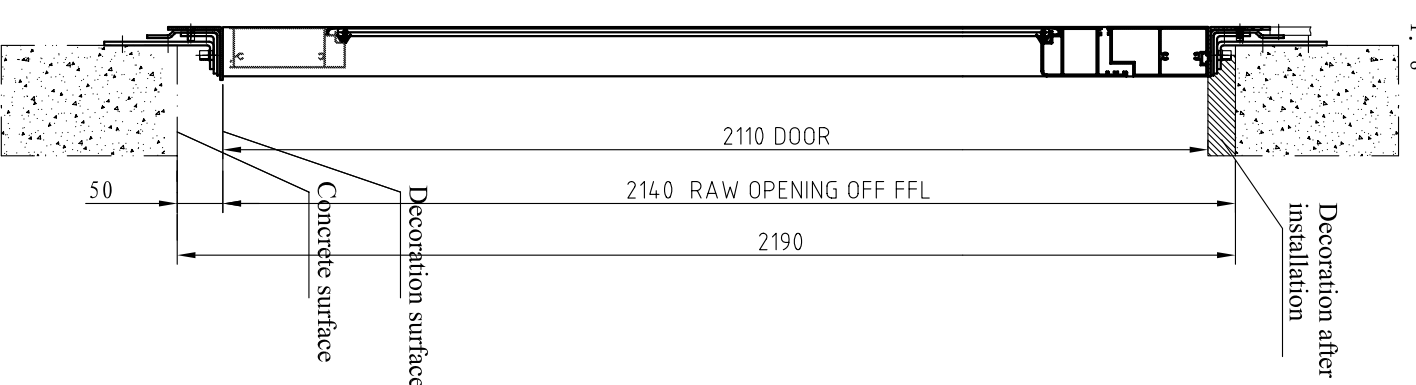 2110 DOOR
50
2140 RAW OPENING OFF FFL
2190
Decoration surface
Concrete surface
Decoration after
installation